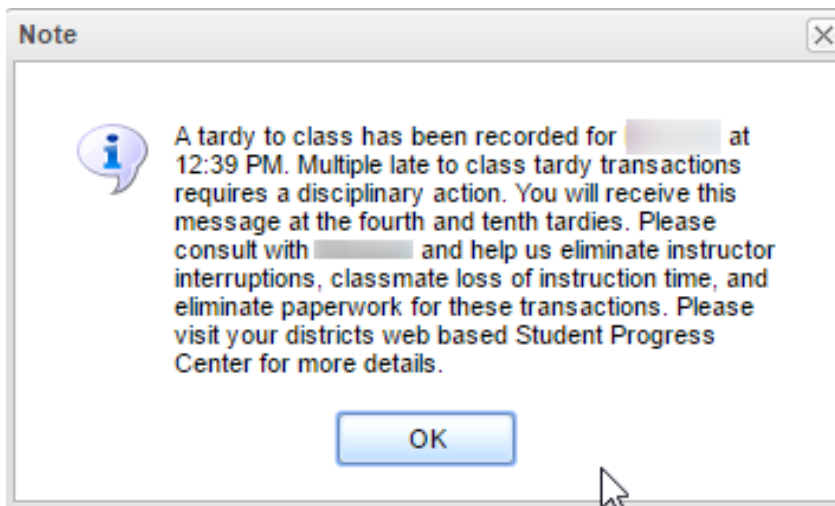 Note
A tardy to class has been recorded for at
12:39 PM. Multiple late to class tardy transactions
requires a disciplinary action. You will receive this
message at the fourth and tenth tardies. Please
consult with and help us eliminate instructor
interruptions, classmate loss of instruction time, and
eliminate paperwork for these transactions. Please
visit your districts web based Student Progress
Center for more details.
OK